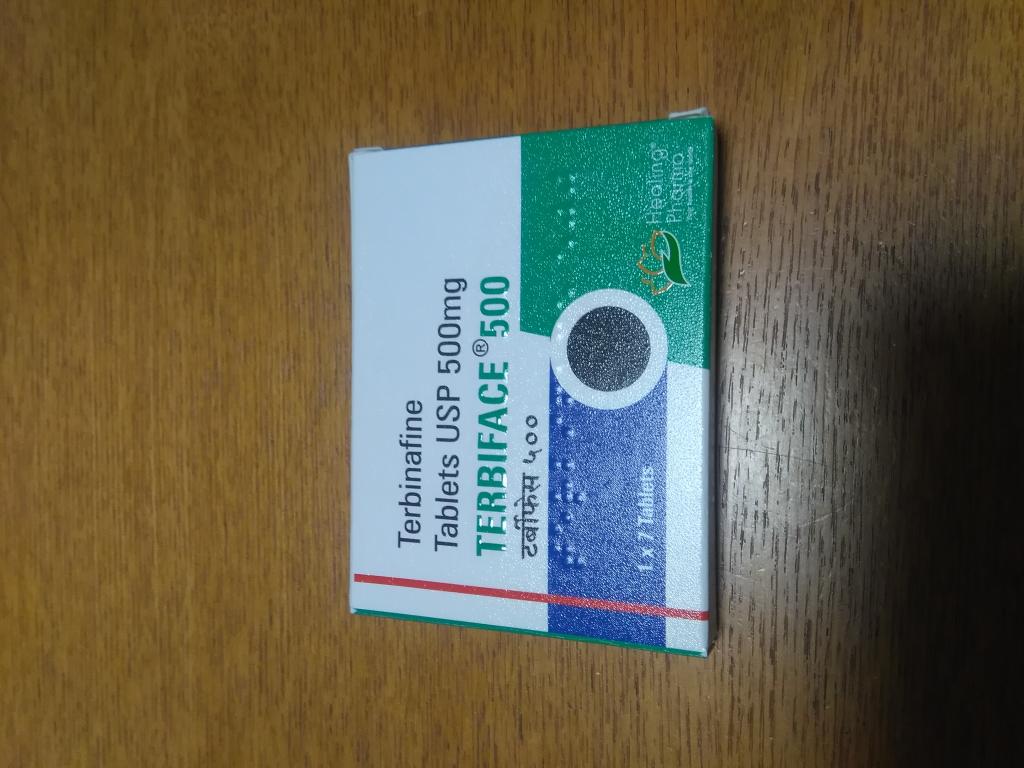 Terbinafine
Tablets USP 500mg
TERBIFACE® 500
टर्बीफेस ५००
1 x 7 Tablets
Healing®
Pharma